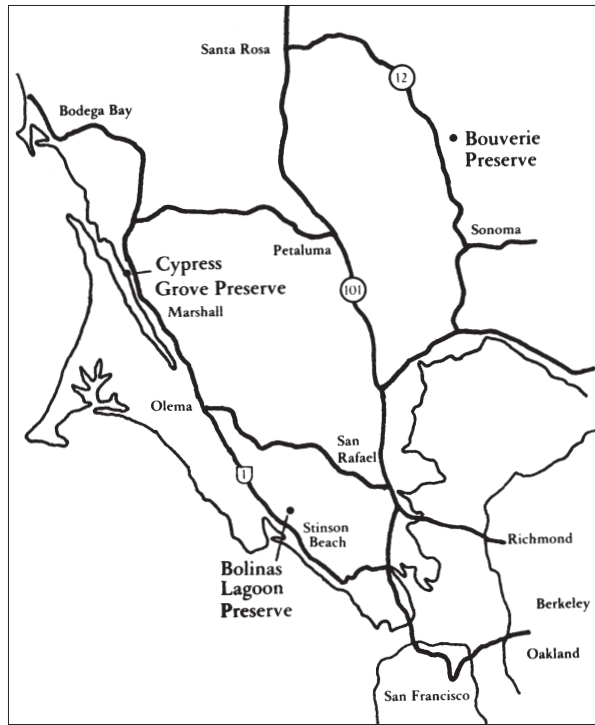 Santa Rosa
12
Bodega Bay
Bouverie
Preserve
Sonoma
Petaluma
Cypress
Grove Preserve
101
Marshall
Olema
San
Rafael
1
Stinson
Beach
Richmond
Bolinas
Lagoon
Preserve
Berkeley
Oakland
San Francisco